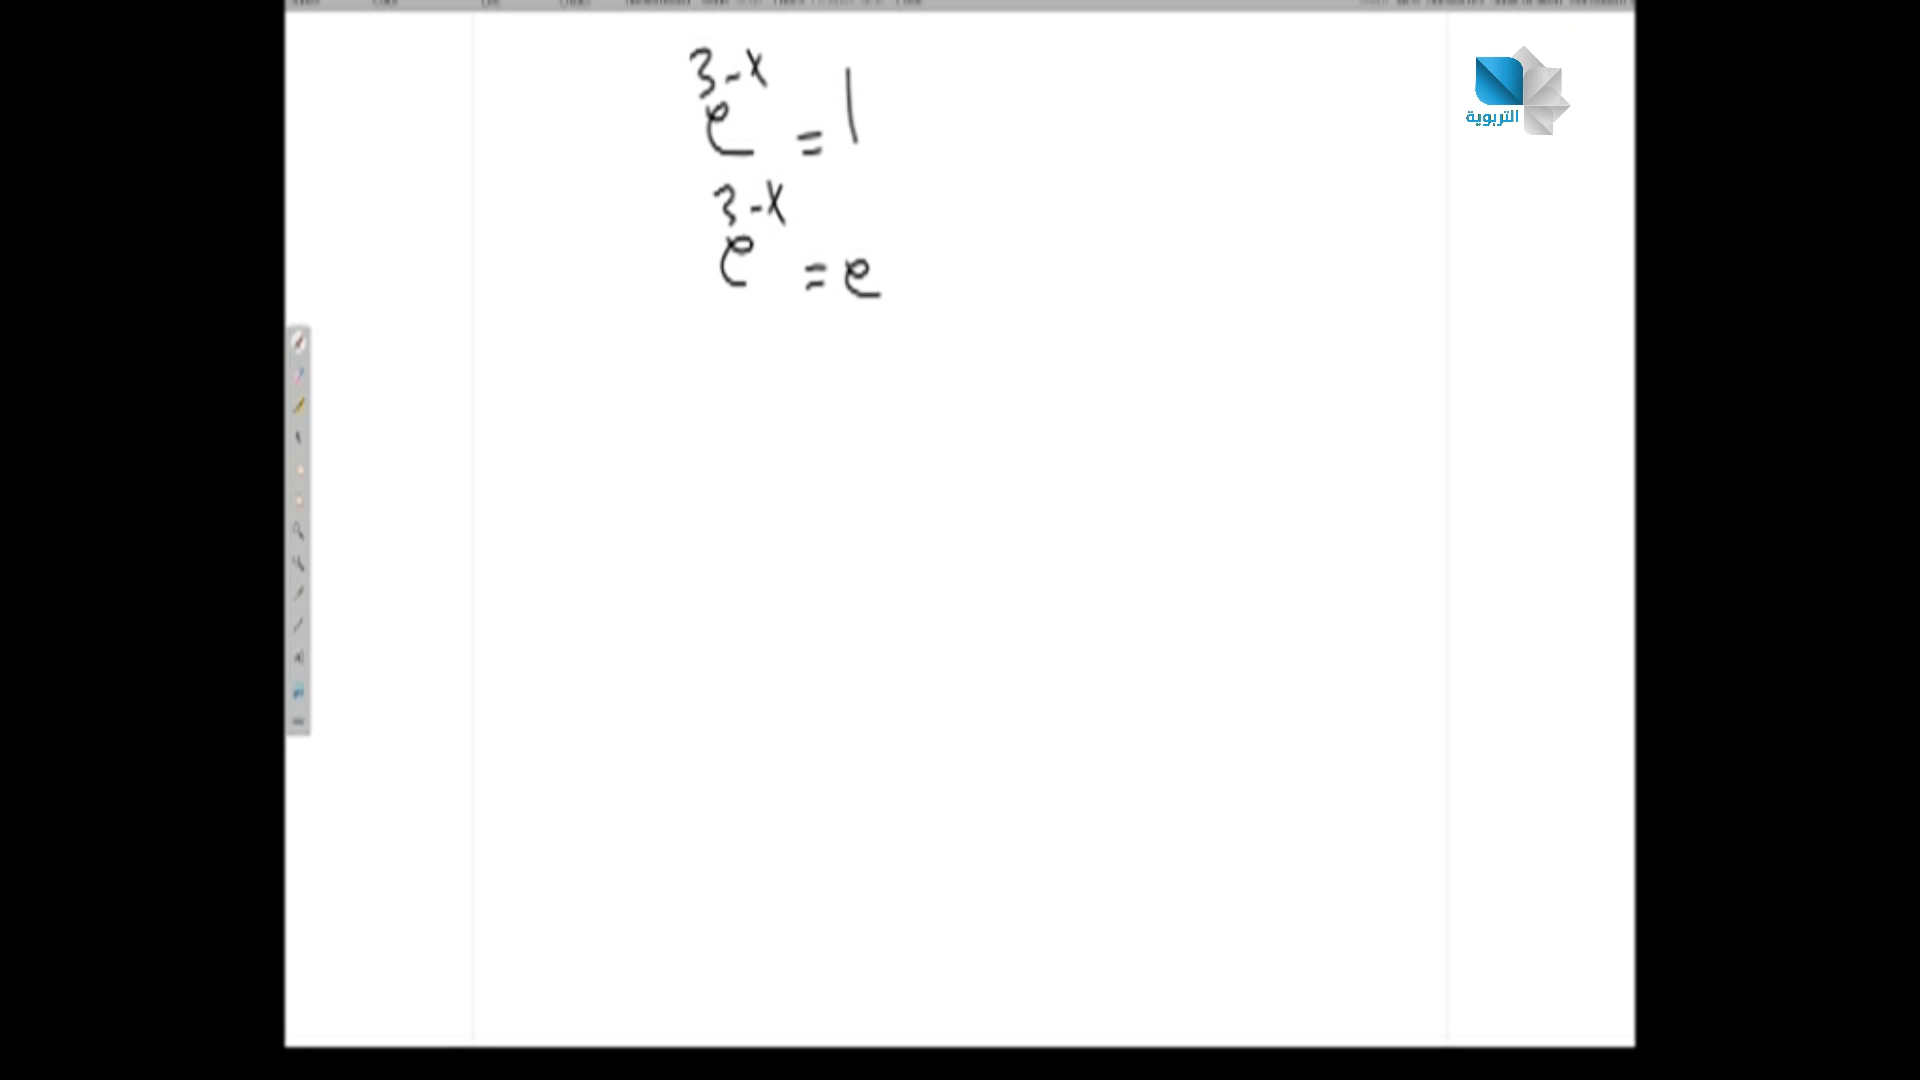 e^{3-x} = 1
e^{3-x} = e
التربوية